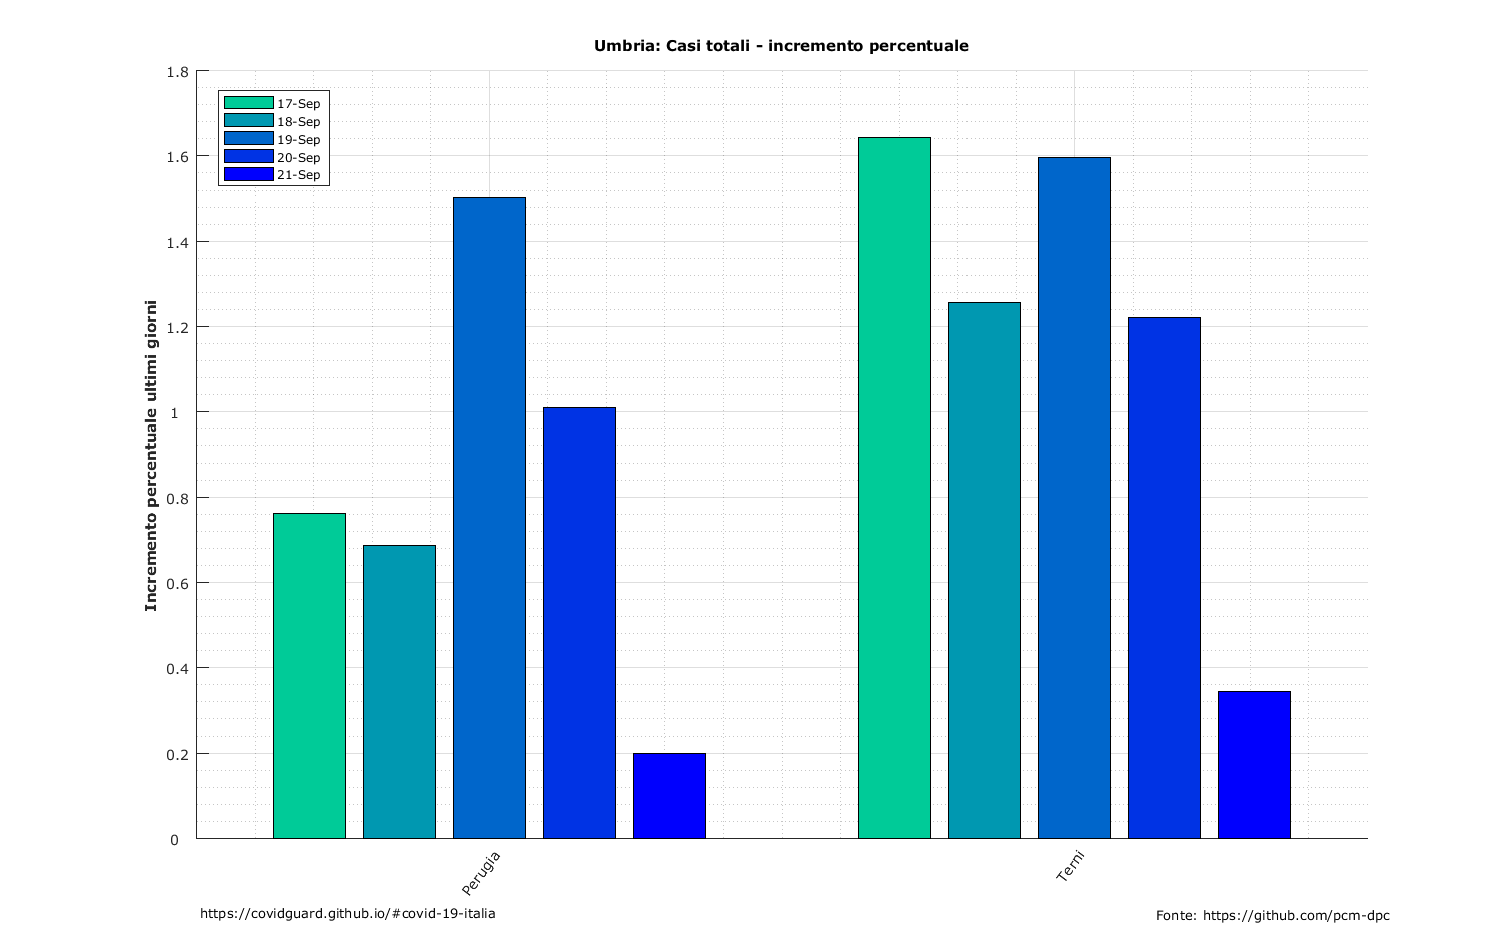 Umbria: Casi totali - incremento percentuale
Incremento percentuale ultimi giorni
1.8
1.6
1.4
1.2
1
0.8
0.6
0.4
0.2
0
17-Sep
18-Sep
19-Sep
20-Sep
21-Sep
Perugia
Terni
https://covidguard.github.io/#covid-19-italia
Fonte: https://github.com/pcm-dpc